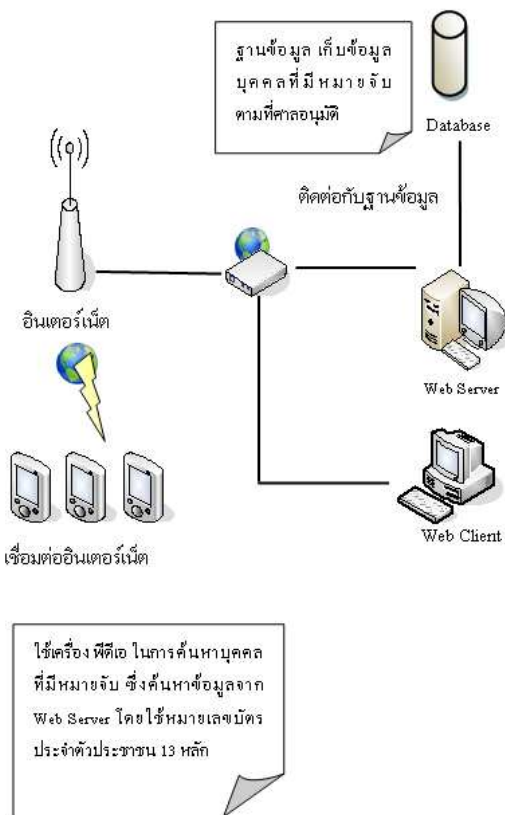 ฐานข้อมูล เก็บข้อมูล
บุคคลที่มีหมายจับ
ตามที่ศาลอนุมัติ
Database
ติดต่อกับฐานข้อมูล
อินเตอร์เน็ต
Web Server
Web Client
เชื่อมต่ออินเตอร์เน็ต
ใช้เครื่อง พีดีเอ ในการค้นหาบุคคล
ที่มีหมายจับ ซึ่งค้นหาข้อมูลจาก
Web Server โดยใช้หมายเลขบัตร
ประจำตัวประชาชน 13 หลัก